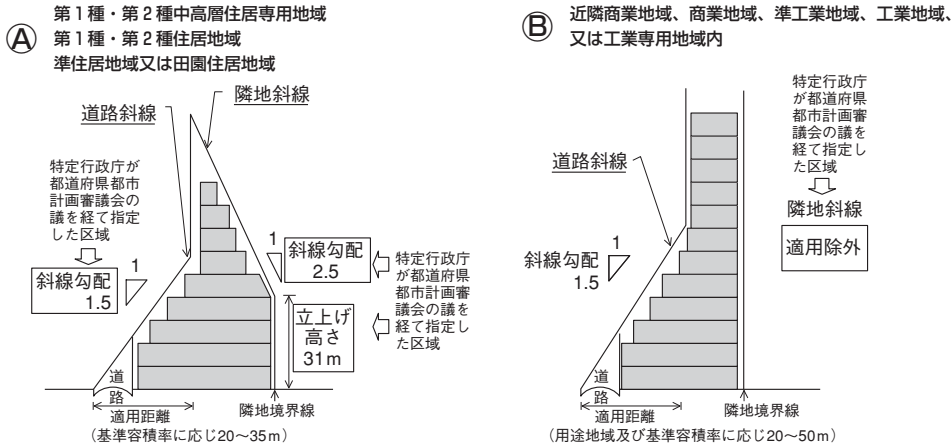 Ⓐ
第1種・第2種中高層住居専用地域
第1種・第2種住居地域
準住居地域又は田園住居地域
道路斜線
隣地斜線
特定行政庁が
都道府県都市
計画審議会の
議を経て指定
した区域
斜線勾配
1.5
1
1
斜線勾配
2.5
特定行政庁
が都道府県
都市計画審
議会の議を
経て指定し
た区域
立上げ
高さ
31m
道
路
適用距離
隣地境界線
（基準容積率に応じ20～35m）
Ⓑ
近隣商業地域、商業地域、準工業地域、工業地域、
又は工業専用地域内
特定行政庁
が都道府県
都市計画審
議会の議を
経て指定し
た区域
道路斜線
隣地斜線
適用除外
斜線勾配
1.5
1
道
路
適用距離
隣地境界線
（用途地域及び基準容積率に応じ20～50m）